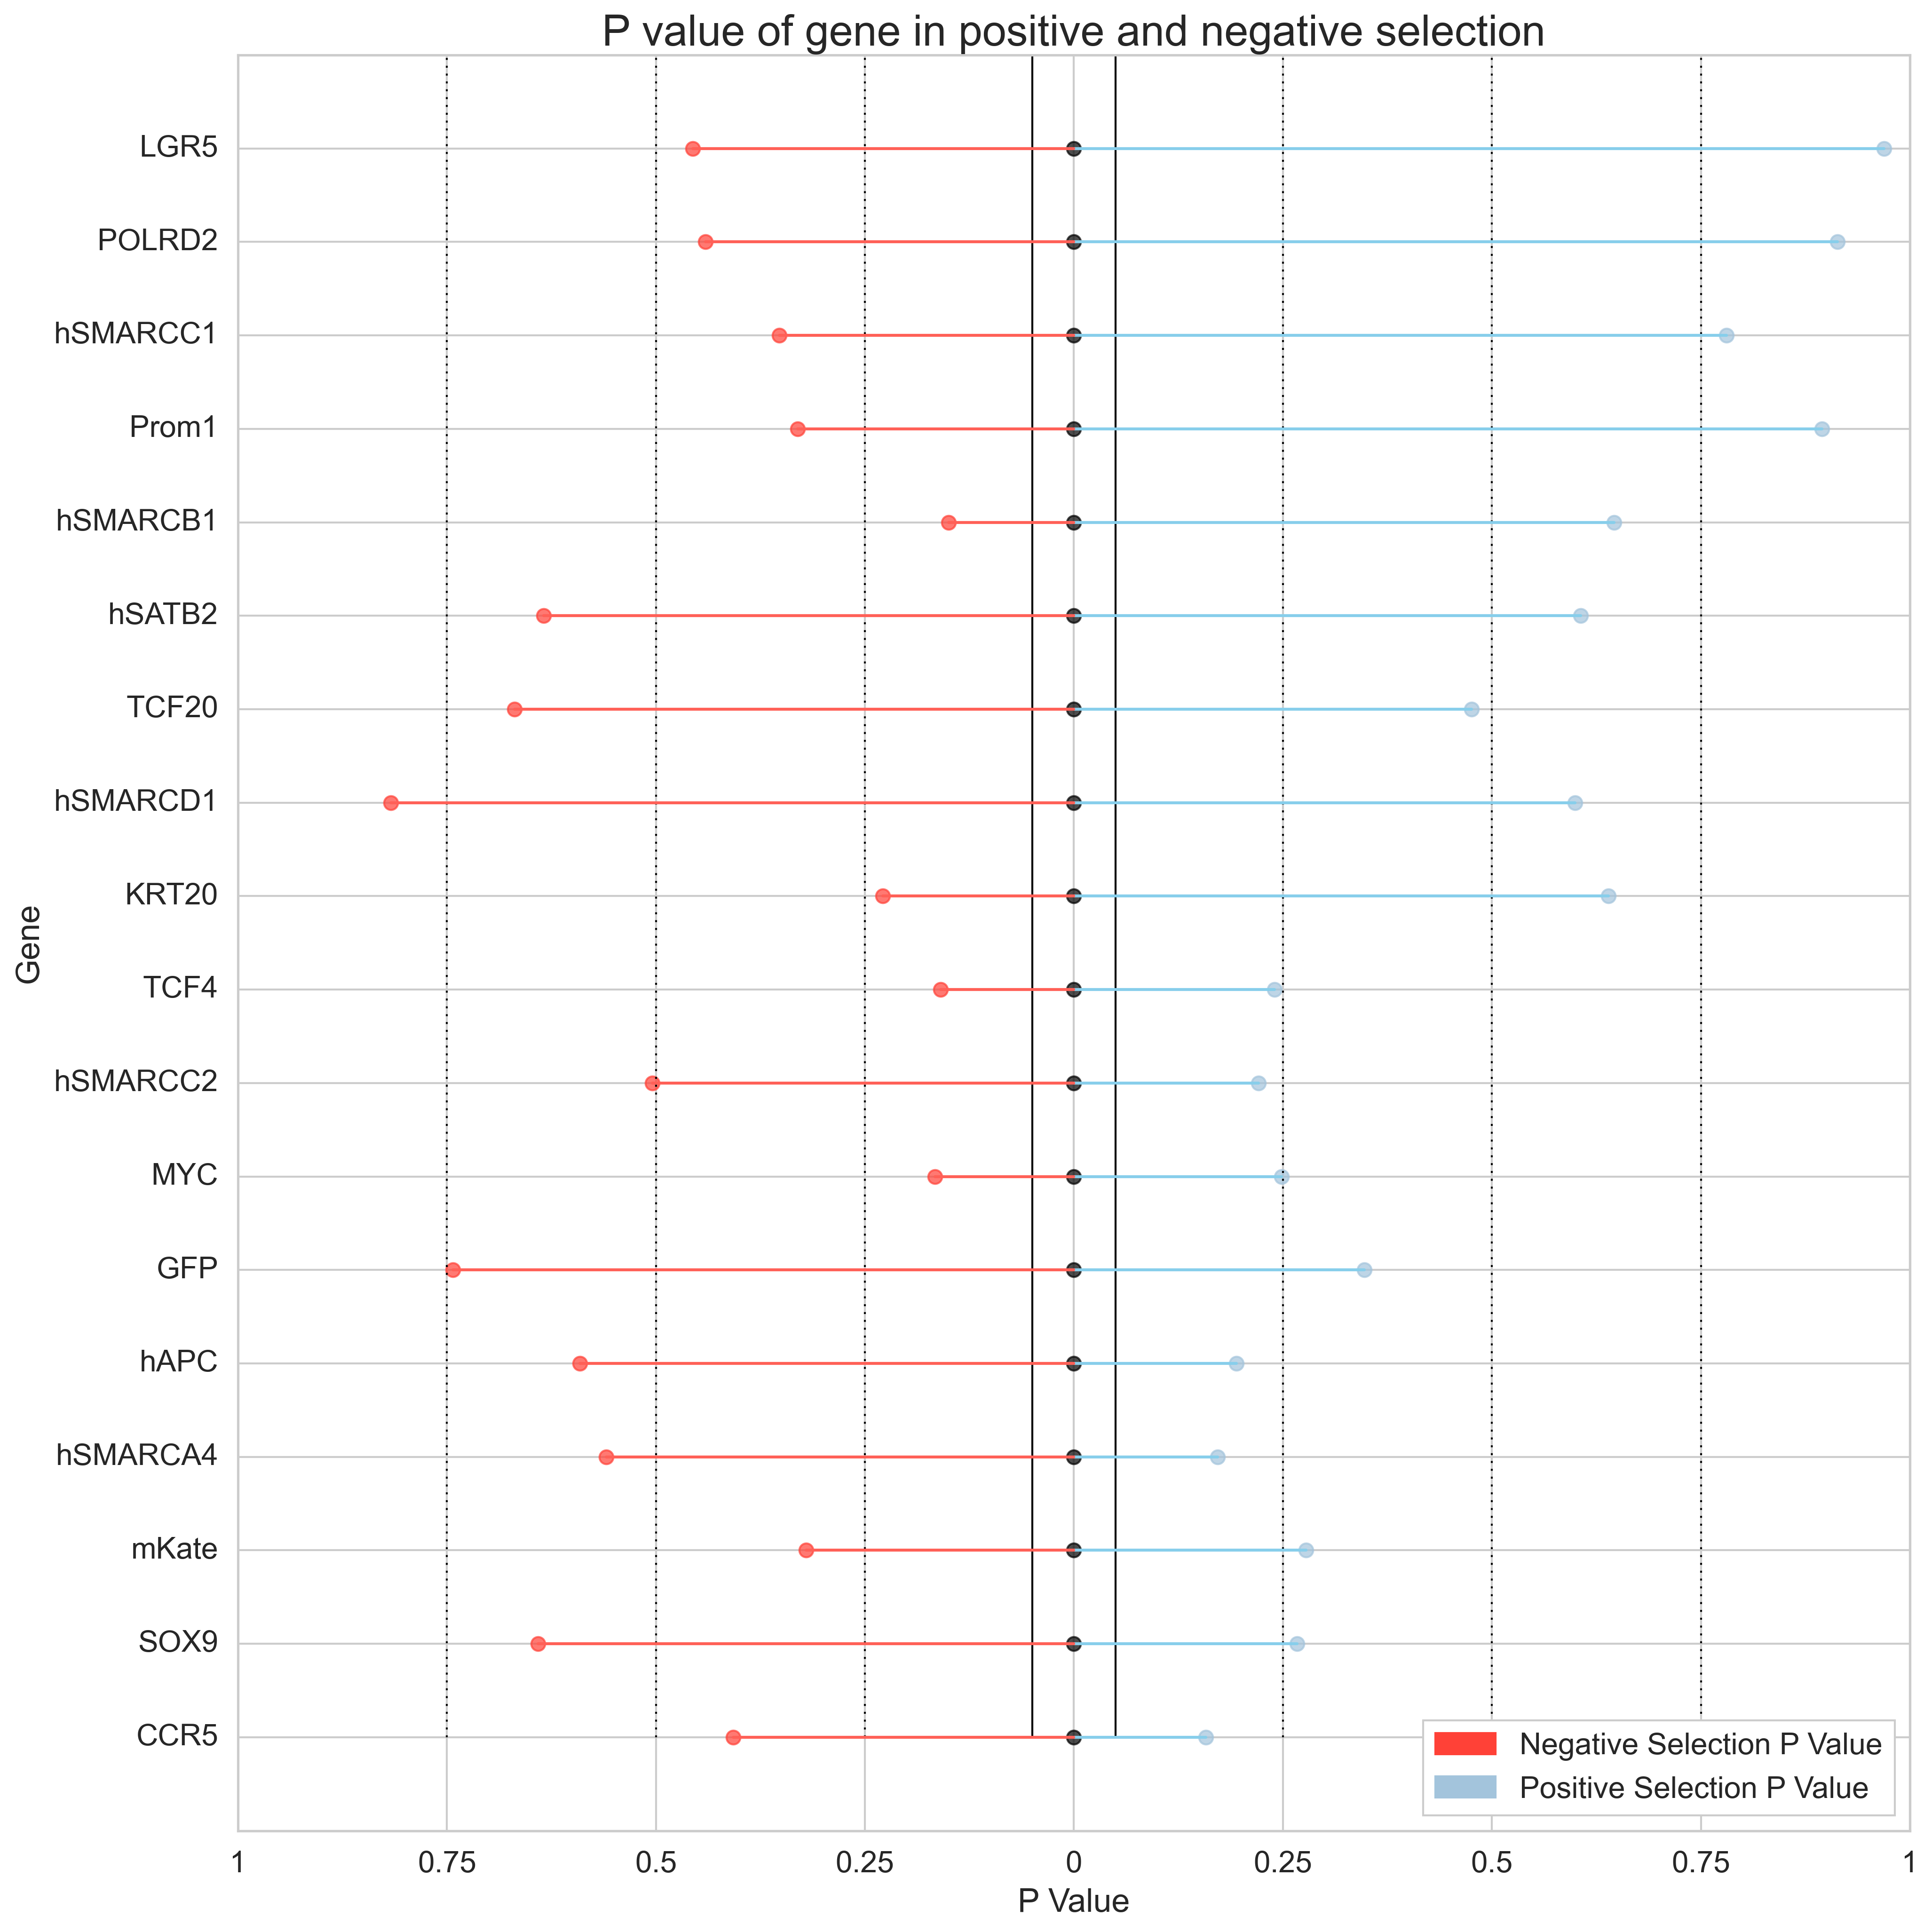 P value of gene in positive and negative selection
LGR5
POLRD2
hSMARCC1
Prom1
hSMARCB1
hSATB2
TCF20
hSMARCD1
KRT20
TCF4
hSMARCC2
MYC
GFP
hAPC
hSMARCA4
mKate
SOX9
CCR5
Gene
Negative Selection P Value
Positive Selection P Value
1 0.75 0.5 0.25 0 0.25 0.5 0.75 1
P Value